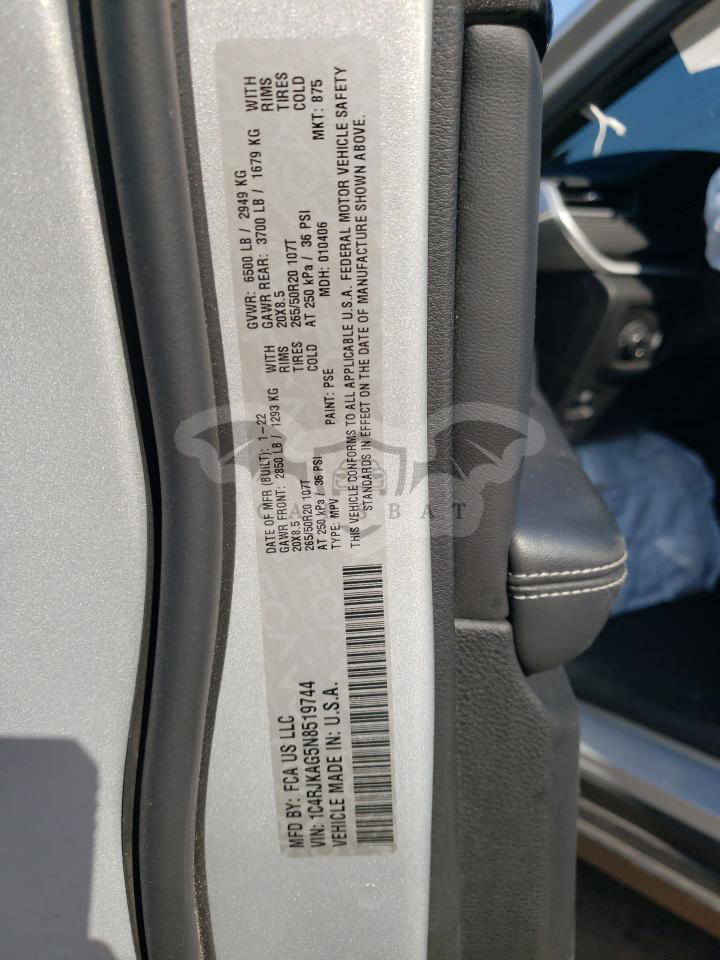 MFD BY: FCA US LLC
VIN: 1C4RJKAG5N8519744
VEHICLE MADE IN: U.S.A.
DATE OF MFR (BUILT): 1-22
GVWR: 6500 LB / 2949 KG
GAWR FRONT: 2850 LB / 1293 KG WITH
GAWR REAR: 3700 LB / 1679 KG WITH
20X8.5 RIMS
20X8.5 RIMS
265/50R20 107T TIRES
265/50R20 107T TIRES
AT 250 kPa / 36 PSI COLD
AT 250 kPa / 36 PSI COLD
TYPE: MPV PAINT: PSE MDH: 010406 MKT: 875
THIS VEHICLE CONFORMS TO ALL APPLICABLE U.S.A. FEDERAL MOTOR VEHICLE SAFETY
STANDARDS IN EFFECT ON THE DATE OF MANUFACTURE SHOWN ABOVE.